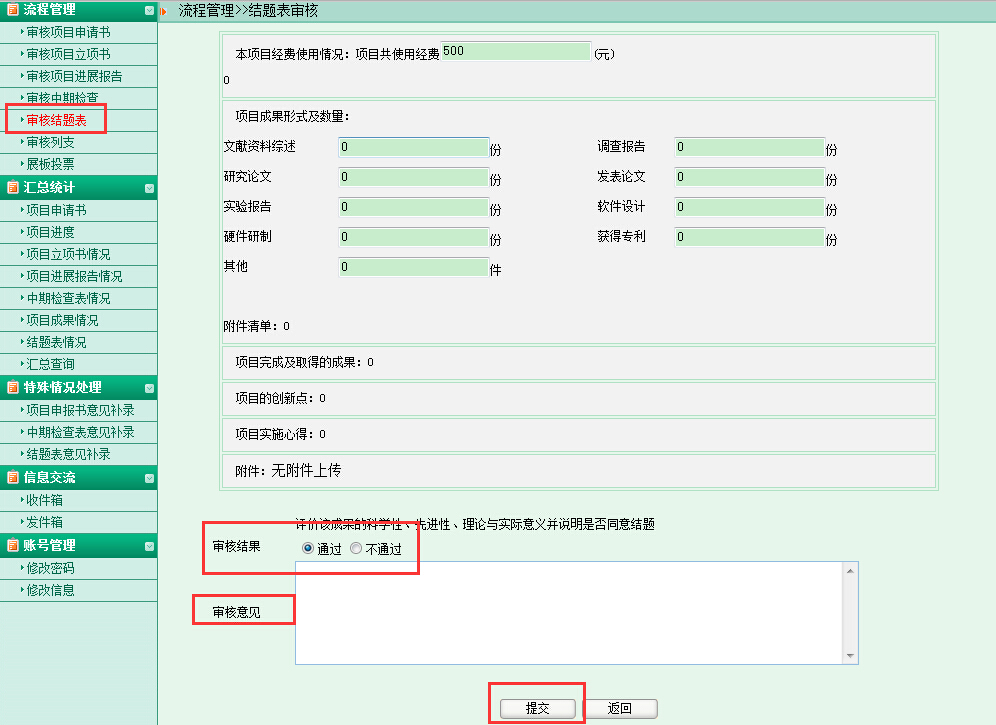 流程管理
审核项目申请书
审核项目立项书
审核项目进展报告
审核中期检查
审核结题表
审核列支
展板投票
汇总统计
项目申请书
项目进度
项目立项书情况
项目进展报告情况
中期检查表情况
项目成果情况
结题表情况
汇总查询
特殊情况处理
项目申报书意见补录
中期检查表意见补录
结题表意见补录
信息交流
收件箱
发件箱
账号管理
修改密码
修改信息
流程管理>>结题表审核
本项目经费使用情况：项目共使用经费 500 (元)
0
项目成果形式及数量：
文献资料综述 0 份 调查报告 0 份
研究论文 0 份 发表论文 0 份
实验报告 0 份 软件设计 0 份
硬件研制 0 份 获得专利 0 份
其他 0 件
附件清单：0
项目完成及取得的成果：0
项目的创新点：0
项目实施心得：0
附件：无附件上传
评价该成果的科学性、先进性、理论与实际意义并说明是否同意结题
审核结果 通过 不通过
审核意见
提交 返回